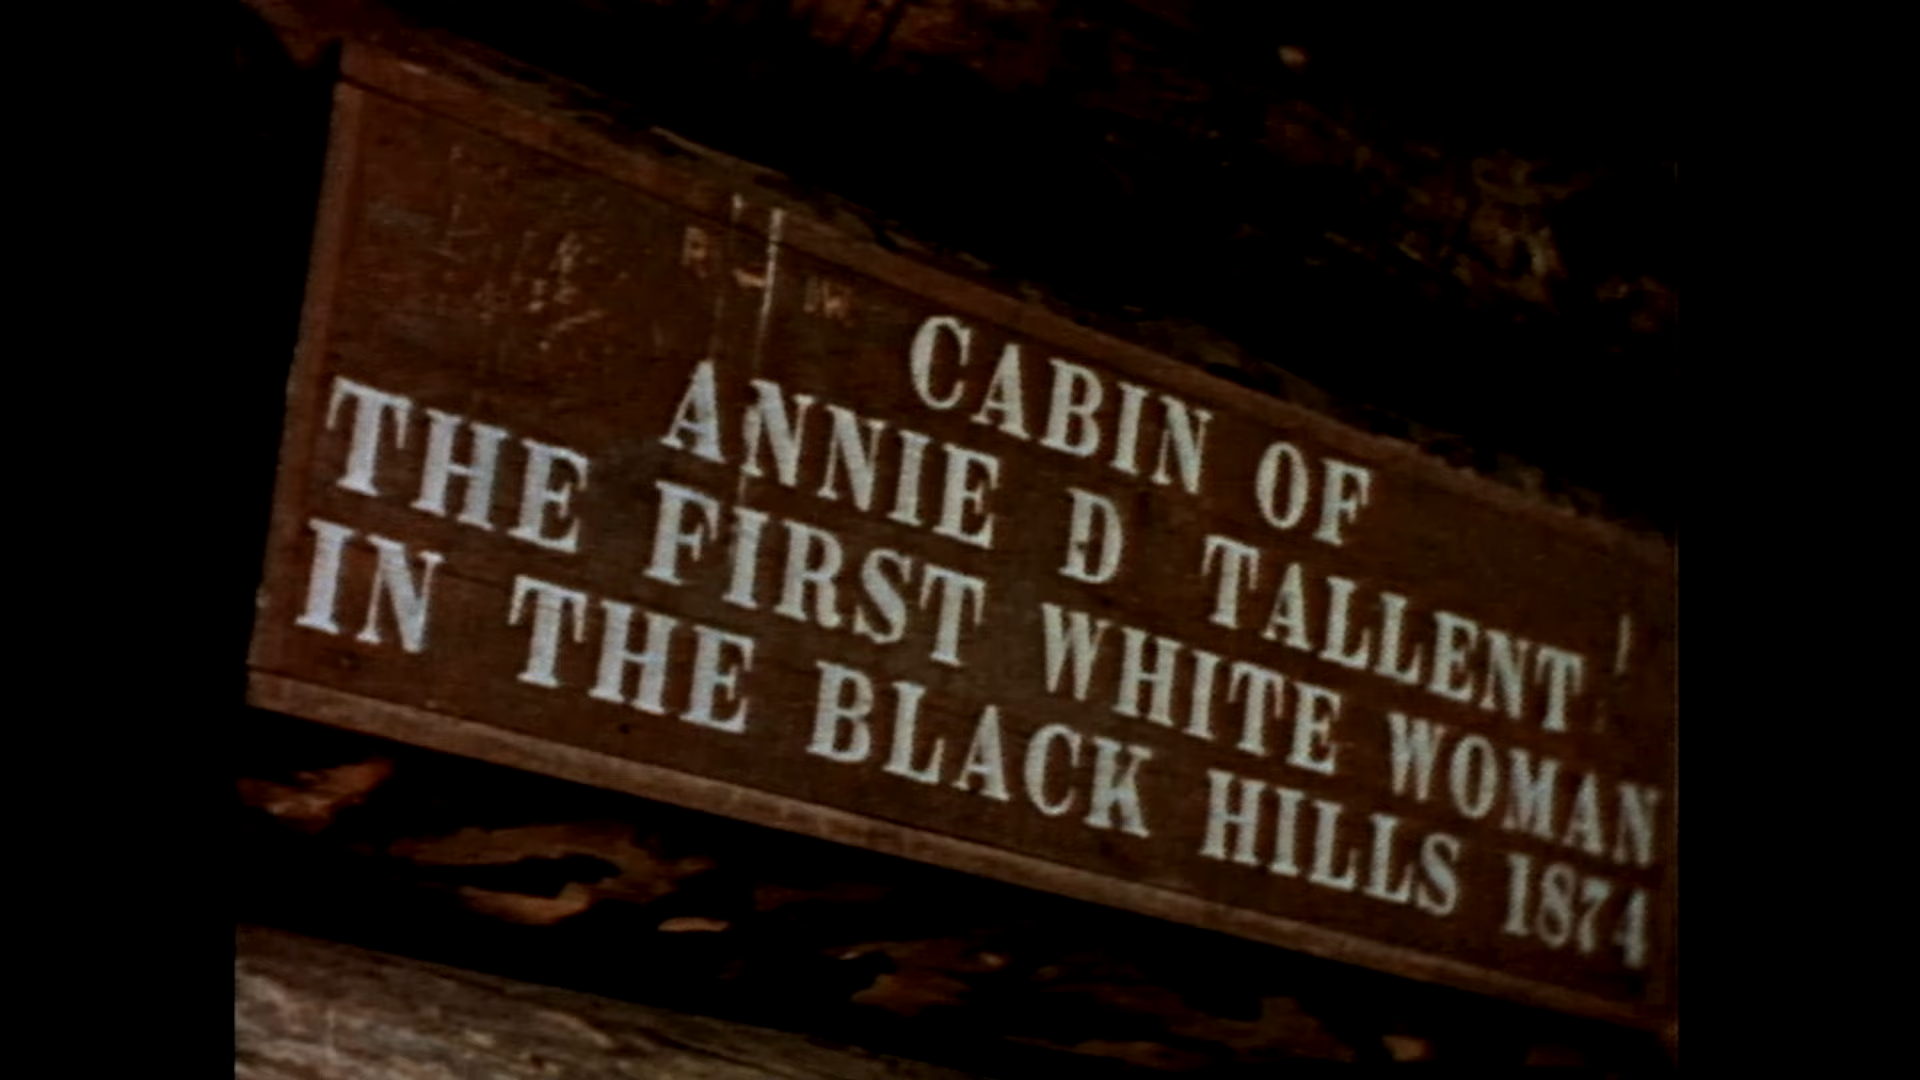 CABIN OF
ANNIE D TALLENT
THE FIRST WHITE WOMAN
IN THE BLACK HILLS 1874